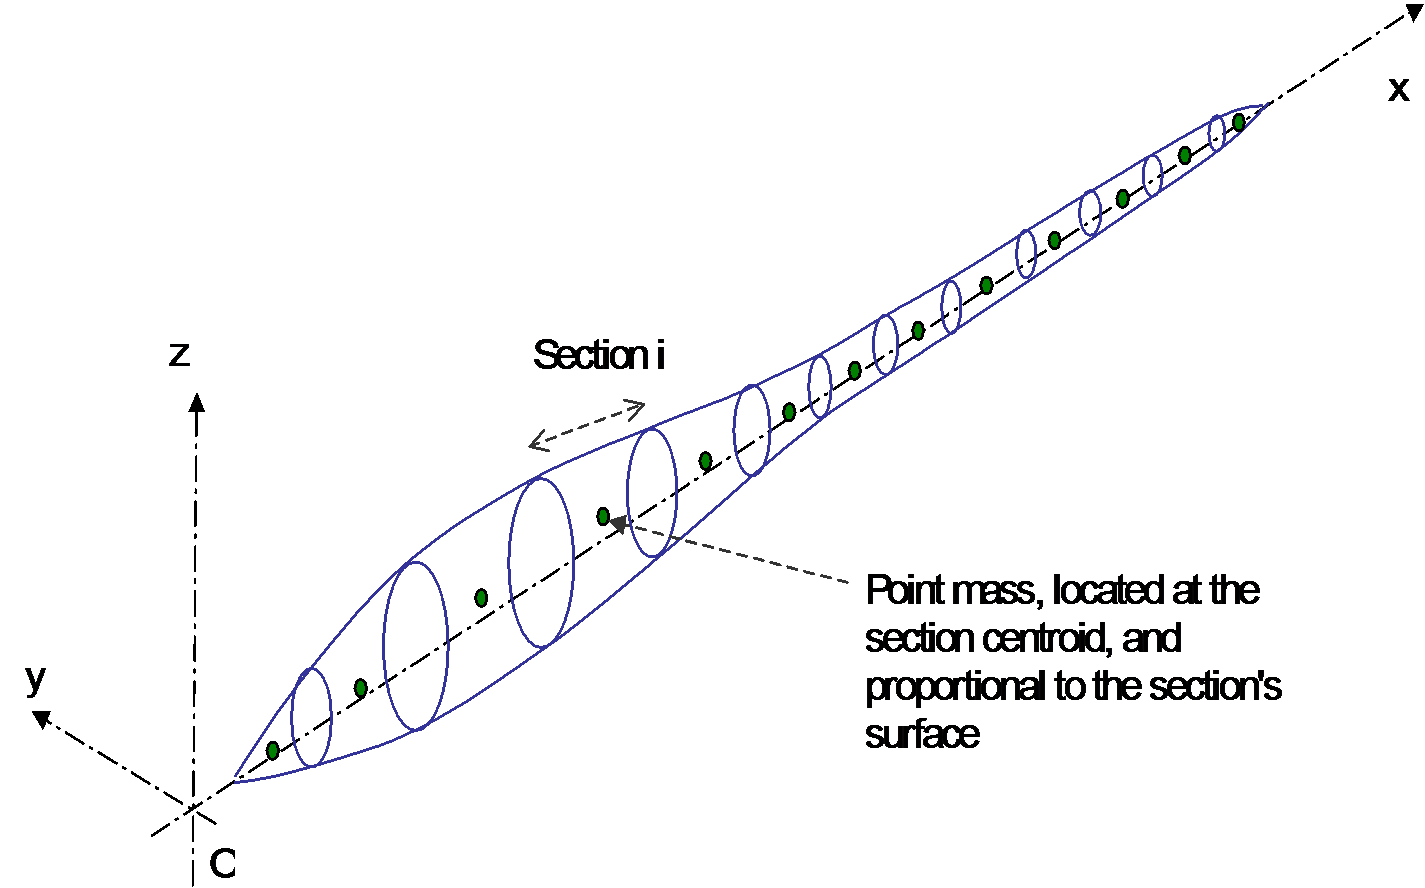 x
z
Section i
y
Point mass, located at the
section centroid, and
proportional to the section's
surface
C